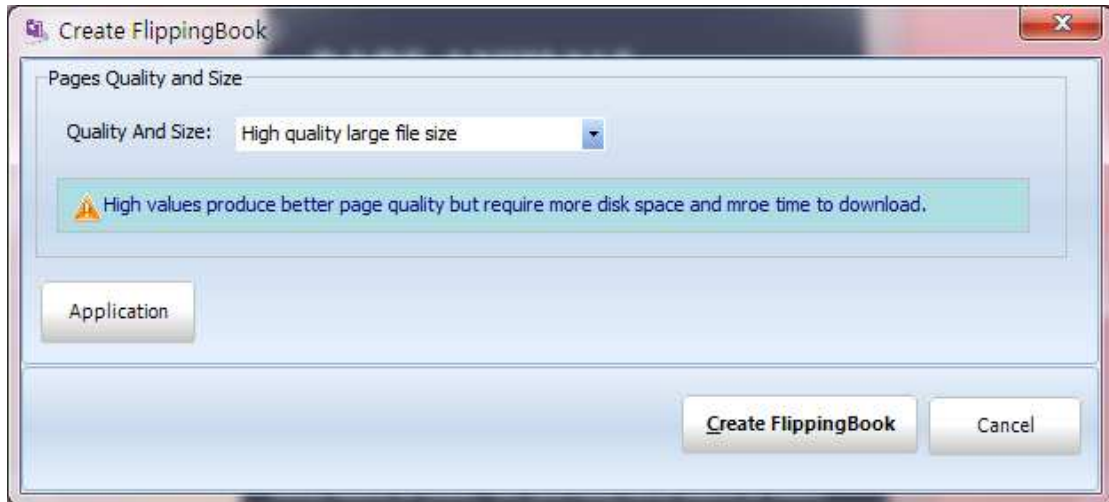 Create FlippingBook
Pages Quality and Size
Quality And Size: High quality large file size
High values produce better page quality but require more disk space and mroe time to download.
Application
Create FlippingBook Cancel